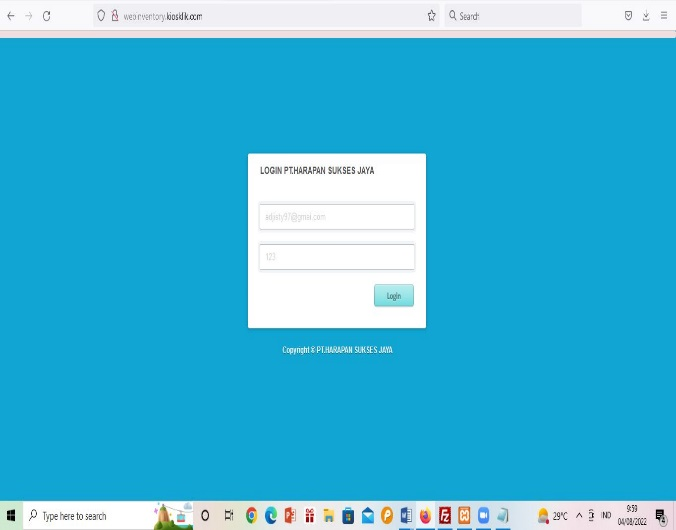 webinventory.kiosklik.com
Search
LOGIN PT.HARAPAN SUKSES JAYA
123
Login
Copyright © PT.HARAPAN SUKSES JAYA
Type here to search
29°C
IND
9:59
04/08/2022